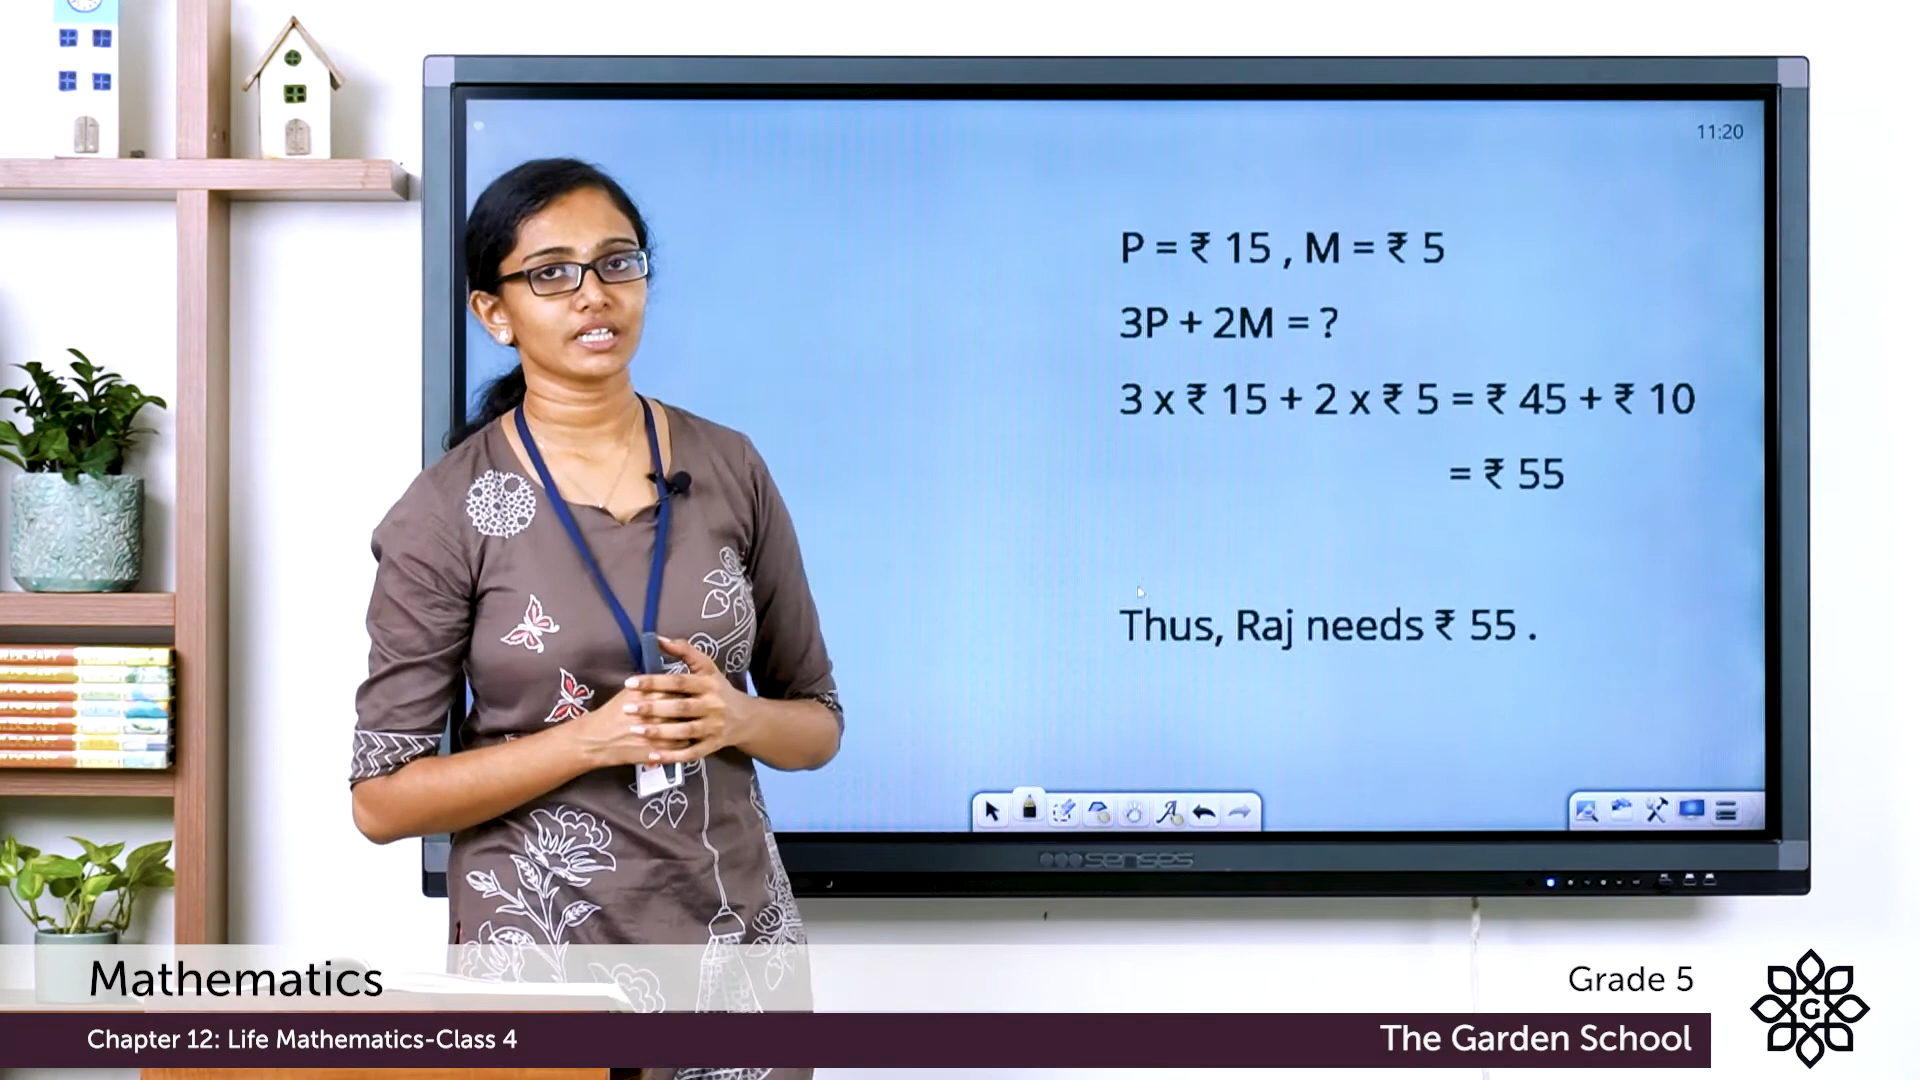 11:20
P = ₹ 15 , M = ₹ 5
3P + 2M = ?
3 x ₹ 15 + 2 x ₹ 5 = ₹ 45 + ₹ 10
= ₹ 55
Thus, Raj needs ₹ 55 .
senses
Mathematics
Grade 5
Chapter 12: Life Mathematics-Class 4
The Garden School
G